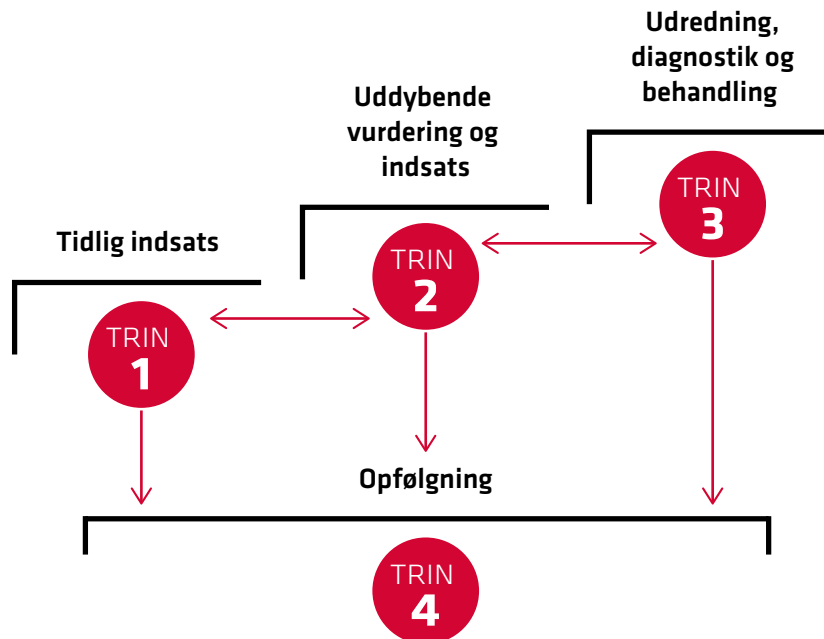 Tidlig indsats
TRIN
1
Uddybende
vurdering og
indsats
TRIN
2
Udredning,
diagnostik og
behandling
TRIN
3
Opfølgning
TRIN
4